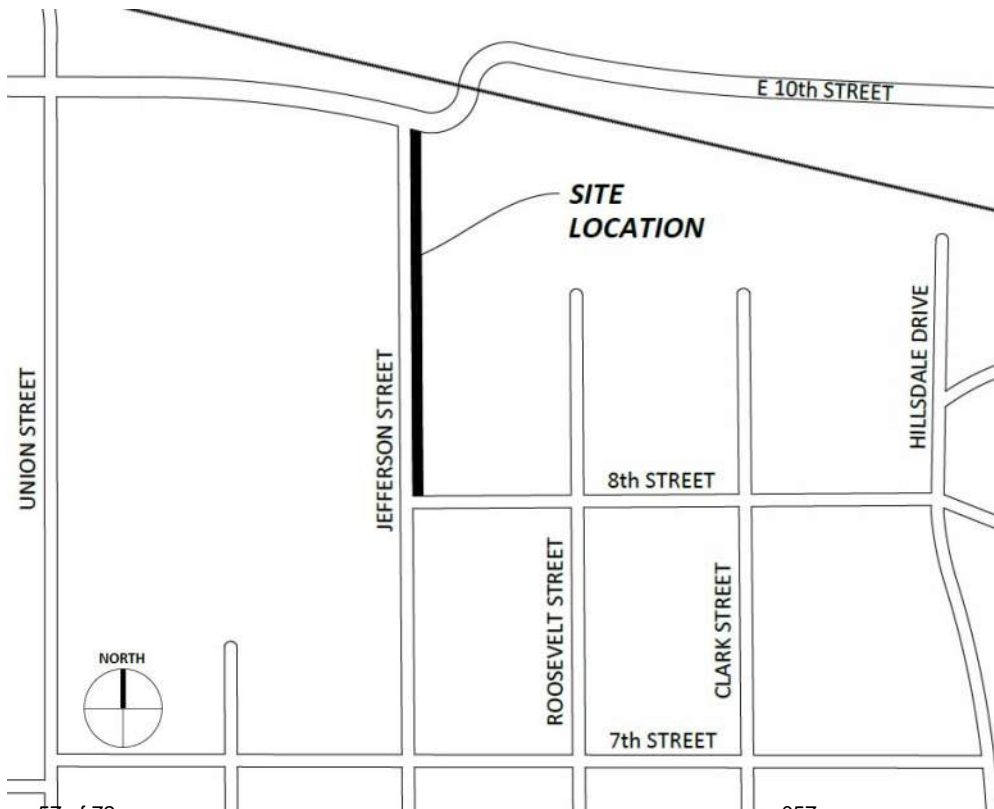 E 10th STREET
SITE
LOCATION
UNION STREET
JEFFERSON STREET
HILLSDALE DRIVE
8th STREET
ROOSEVELT STREET
CLARK STREET
NORTH
7th STREET